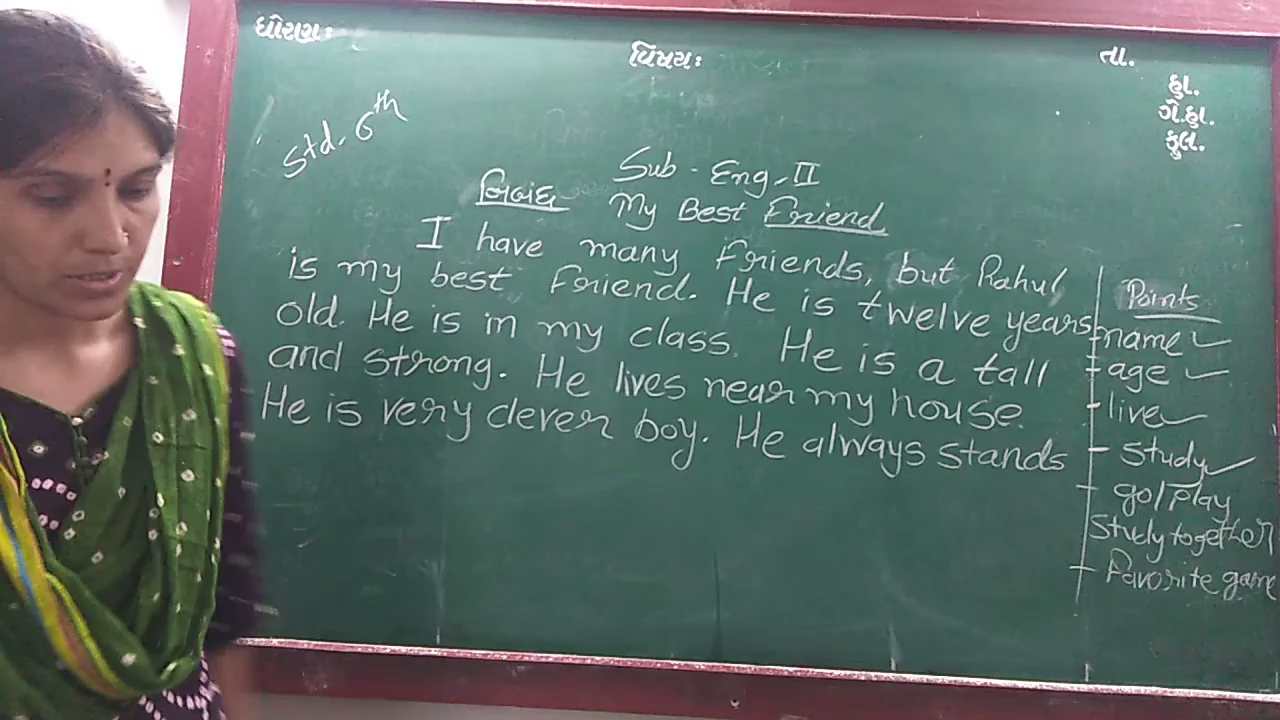 ધોરણઃ
વિષયઃ
તા.
હા.
ગે.હા.
કુલ.
Std. 6th
Sub - Eng - II
નિબંધ My Best Friend
I have many Friends, but Rahul
is my best Friend. He is twelve years
old. He is in my class. He is a tall
and strong. He lives near my house.
He is very clever boy. He always stands
Points
- name ✓
- age ✓
- live ✓
- Study ✓
- go/play
Study together
- Favorite game